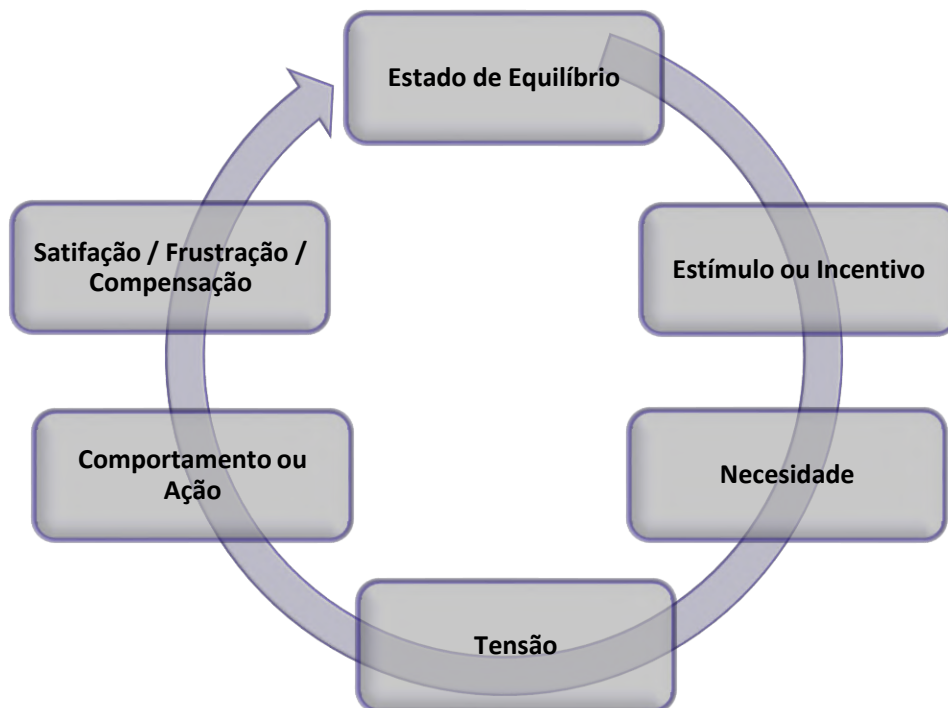 Estado de Equilíbrio
Estímulo ou Incentivo
Necesidade
Tensão
Comportamento ou
Ação
Satifação / Frustração /
Compensação